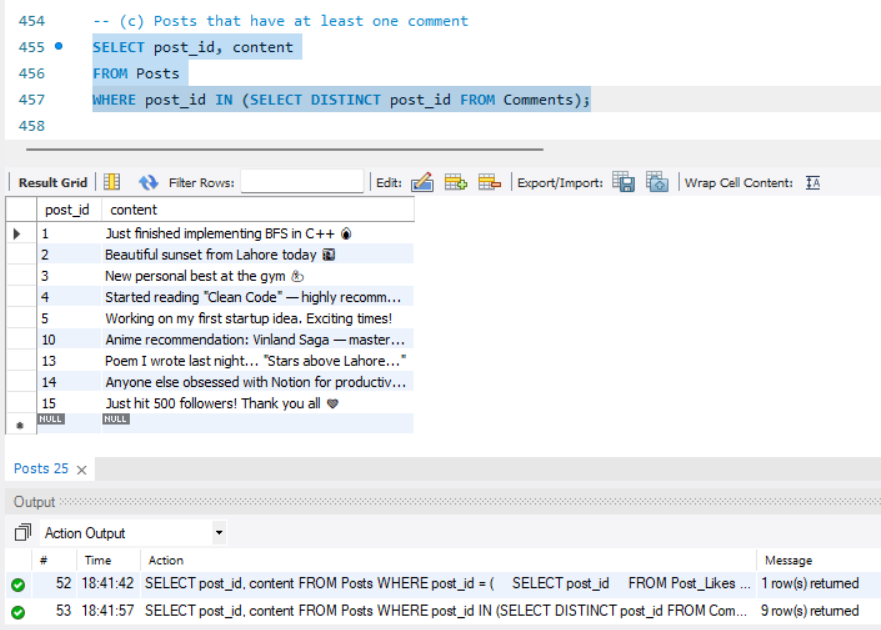 454 -- (c) Posts that have at least one comment
455 SELECT post_id, content
456 FROM Posts
457 WHERE post_id IN (SELECT DISTINCT post_id FROM Comments);
458
Result Grid Filter Rows: Edit: Export/Import: Wrap Cell Content: IA
post_id content
1 Just finished implementing BFS in C++ 🔥
2 Beautiful sunset from Lahore today 🌇
3 New personal best at the gym 💪
4 Started reading "Clean Code" — highly recomm...
5 Working on my first startup idea. Exciting times!
10 Anime recommendation: Vinland Saga — master...
13 Poem I wrote last night... "Stars above Lahore..."
14 Anyone else obsessed with Notion for productiv...
15 Just hit 500 followers! Thank you all ❤
NULL NULL
Posts 25
Output
Action Output
# Time Action Message
52 18:41:42 SELECT post_id, content FROM Posts WHERE post_id = ( SELECT post_id FROM Post_Likes ... 1 row(s) returned
53 18:41:57 SELECT post_id, content FROM Posts WHERE post_id IN (SELECT DISTINCT post_id FROM Com... 9 row(s) returned